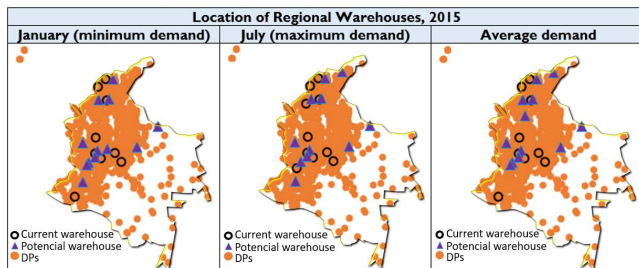 Location of Regional Warehouses, 2015
January (minimum demand)
July (maximum demand)
Average demand
Current warehouse
Potencial warehouse
DPs
Current warehouse
Potencial warehouse
DPs
Current warehouse
Potencial warehouse
DPs